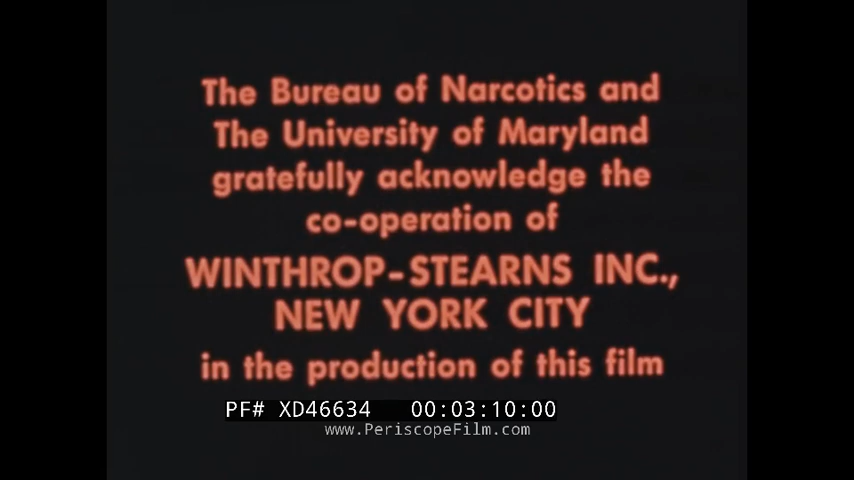 The Bureau of Narcotics and
The University of Maryland
gratefully acknowledge the
co-operation of
WINTHROP-STEARNS INC.,
NEW YORK CITY
in the production of this film
PF# XD46634 00:03:10:00
www.PeriscopeFilm.com